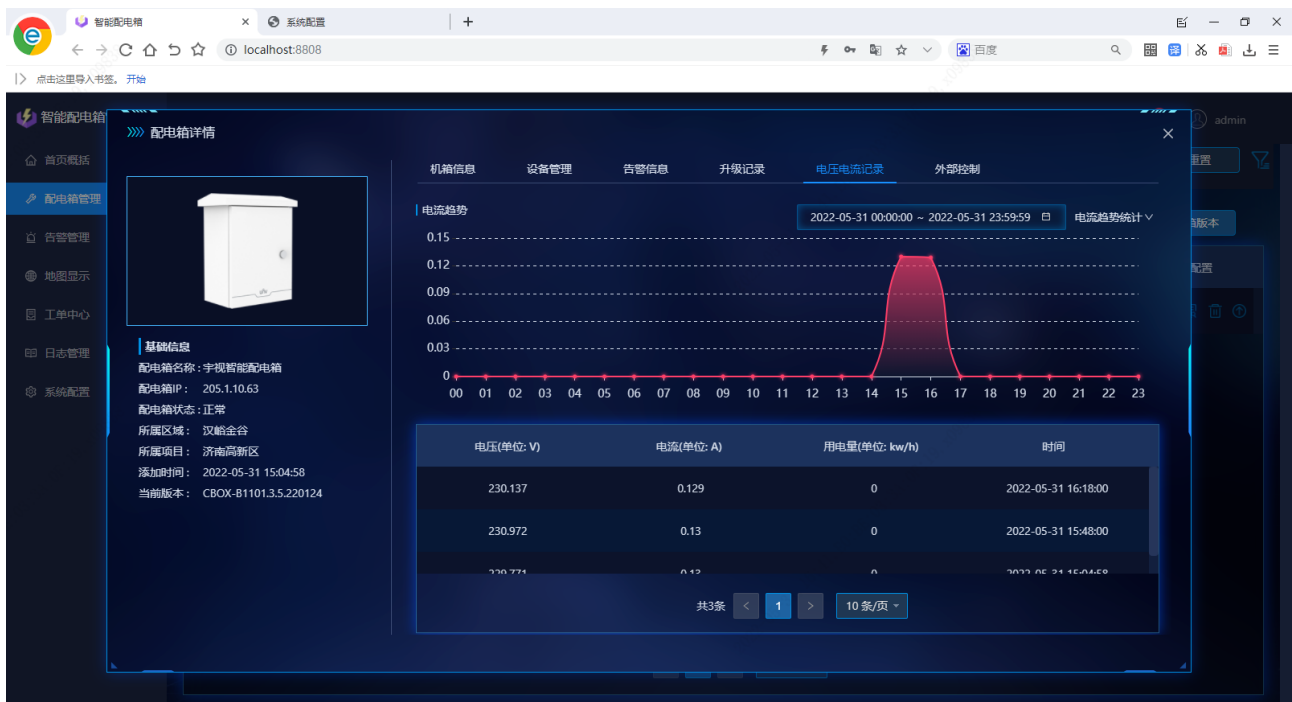 智能配电箱
系统配置
localhost:8808
百度
点击这里导入书签。 开始
智能配电箱
admin
配电箱详情
首页概括
配电箱管理
告警管理
地图显示
工单中心
日志管理
系统配置
重置
箱版本
配置
机箱信息 设备管理 告警信息 升级记录 电压电流记录 外部控制
电流趋势
2022-05-31 00:00:00 ~ 2022-05-31 23:59:59
电流趋势统计
0.15
0.12
0.09
0.06
0.03
0
00 01 02 03 04 05 06 07 08 09 10 11 12 13 14 15 16 17 18 19 20 21 22 23
基础信息
配电箱名称 : 宇视智能配电箱
配电箱IP : 205.1.10.63
配电箱状态 : 正常
所属区域 : 汉峪金谷
所属项目 : 济南高新区
添加时间 : 2022-05-31 15:04:58
当前版本 : CBOX-B1101.3.5.220124
电压(单位: V) 电流(单位: A) 用电量(单位: kw/h) 时间
230.137 0.129 0 2022-05-31 16:18:00
230.972 0.13 0 2022-05-31 15:48:00
229.771 0.13 0 2022-05-31 15:04:58
共3条 < 1 > 10 条/页